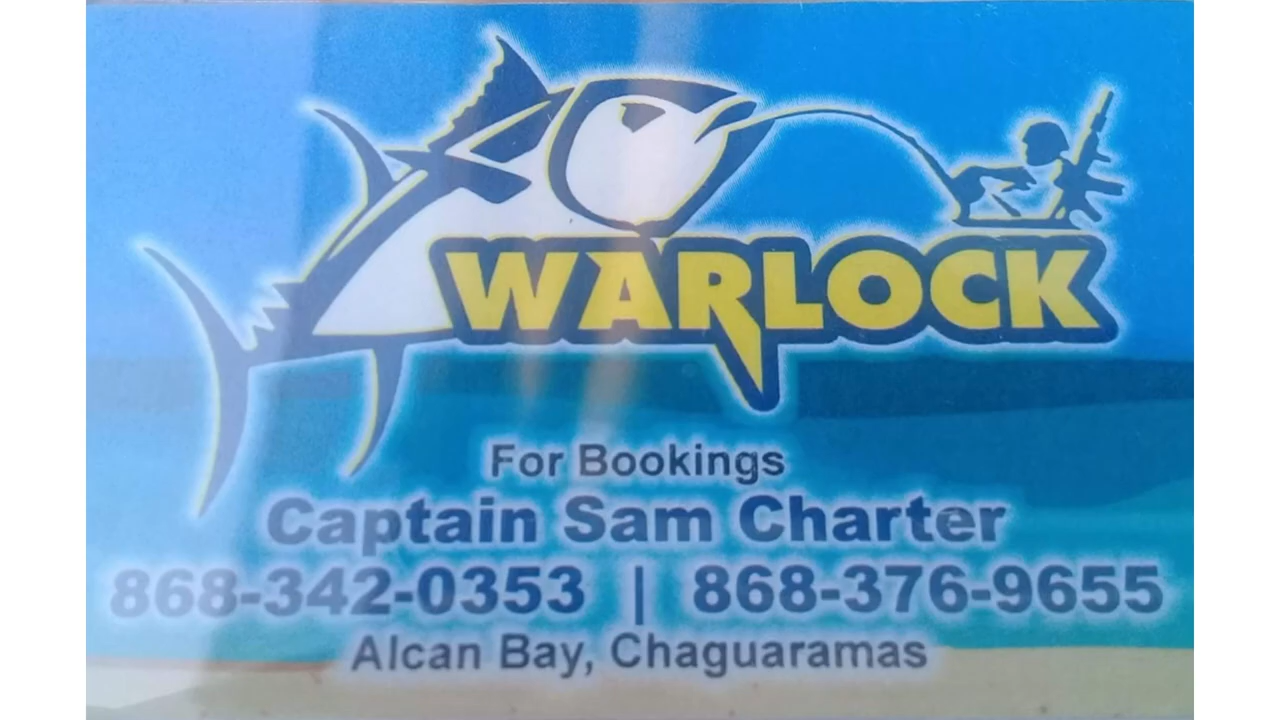 WARLOCK
For Bookings
Captain Sam Charter
868-342-0353 | 868-376-9655
Alcan Bay, Chaguaramas